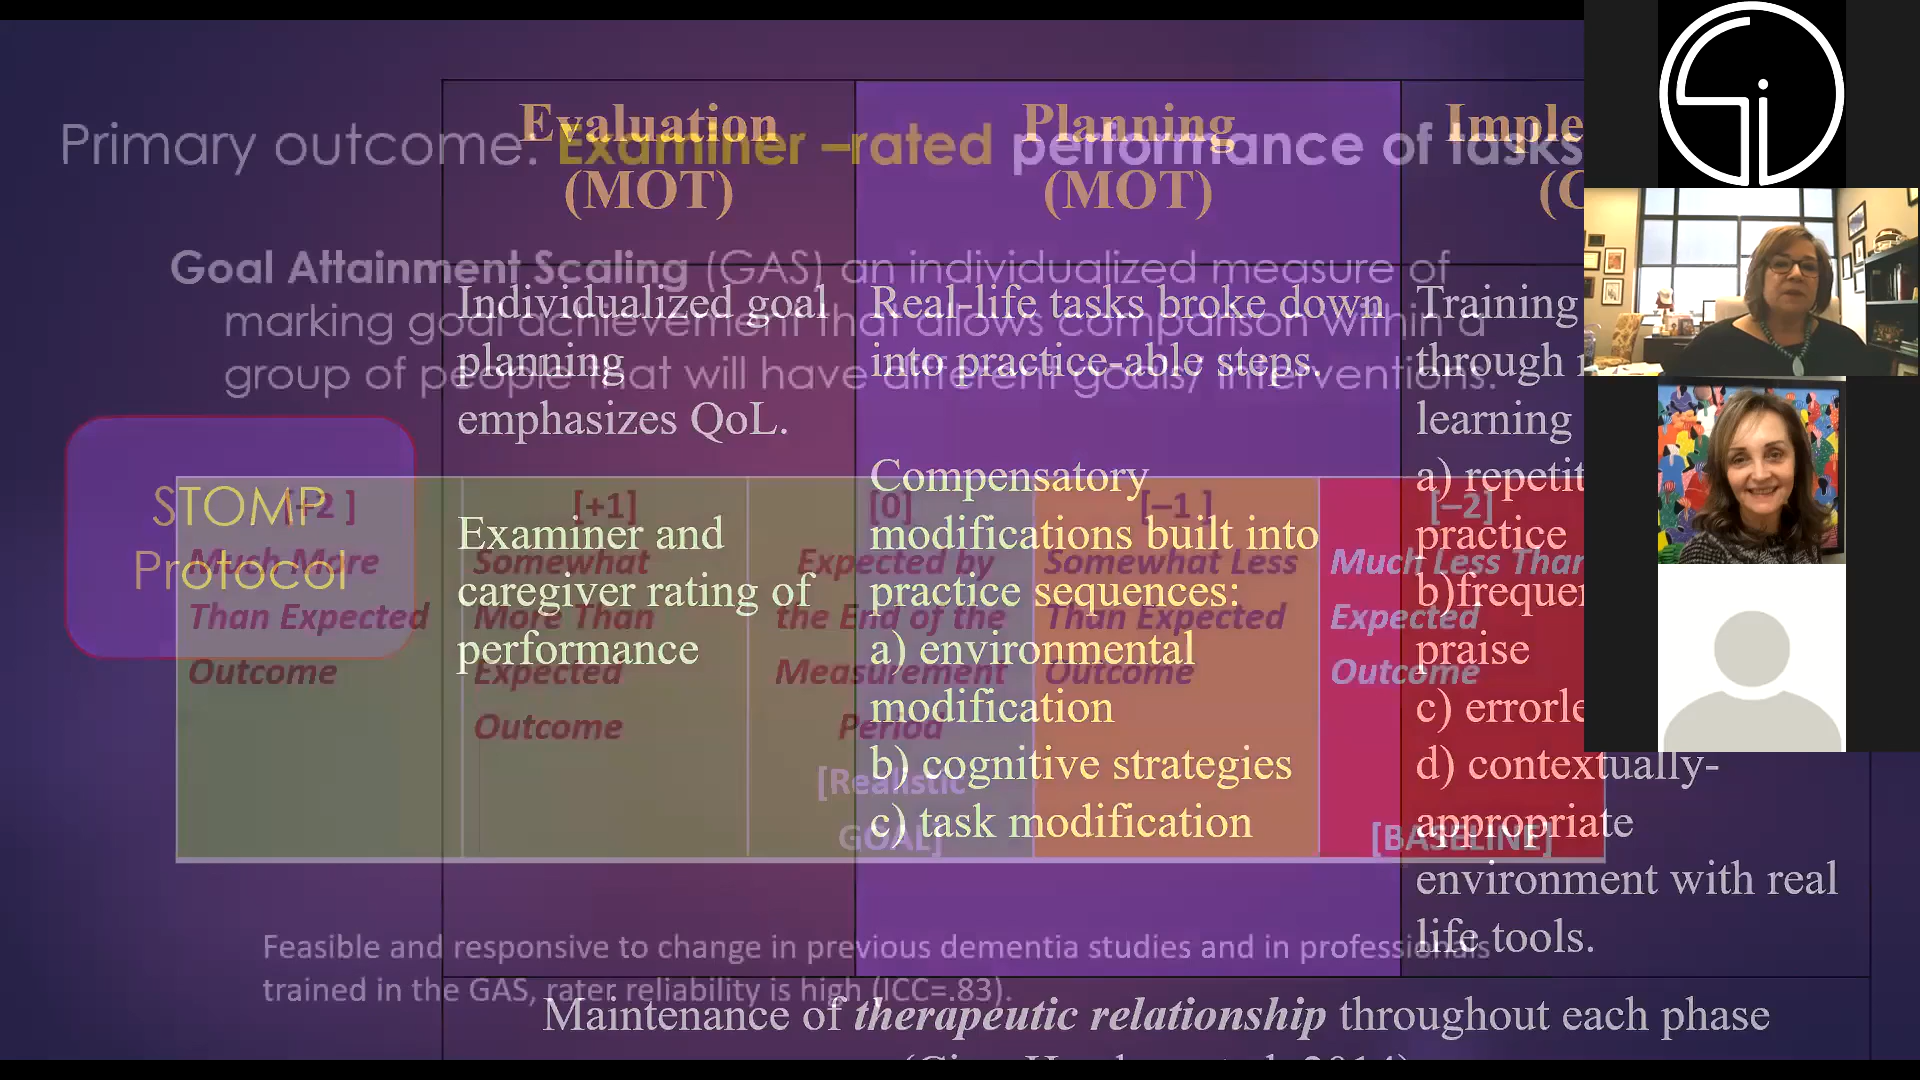 Primary outcome: Examiner –rated performance of tasks
Goal Attainment Scaling (GAS) an individualized measure of
marking goal achievement that allows comparison within a
group of people that will have different goals/ interventions.
[+2 ]
Much More
Than Expected
Outcome
[+1]
Somewhat
More Than
Expected
Outcome
[0]
Expected by
the End of the
Measurement
Period
[Realistic
GOAL]
[–1 ]
Somewhat Less
Than Expected
Outcome
[–2]
Much Less Than
Expected
Outcome
[BASELINE]
Feasible and responsive to change in previous dementia studies and in professionals
trained in the GAS, rater reliability is high (ICC=.83).
STOMP
Protocol
Evaluation
(MOT)
Individualized goal
planning
emphasizes QoL.
Examiner and
caregiver rating of
performance
Planning
(MOT)
Real-life tasks broke down
into practice-able steps.
Compensatory
modifications built into
practice sequences:
a) environmental
modification
b) cognitive strategies
c) task modification
Imple
Training
through
learning
a) repetit
practice
b)freque
praise
c) errorle
d) contextually-
appropriate
environment with real
life tools.
Maintenance of therapeutic relationship throughout each phase